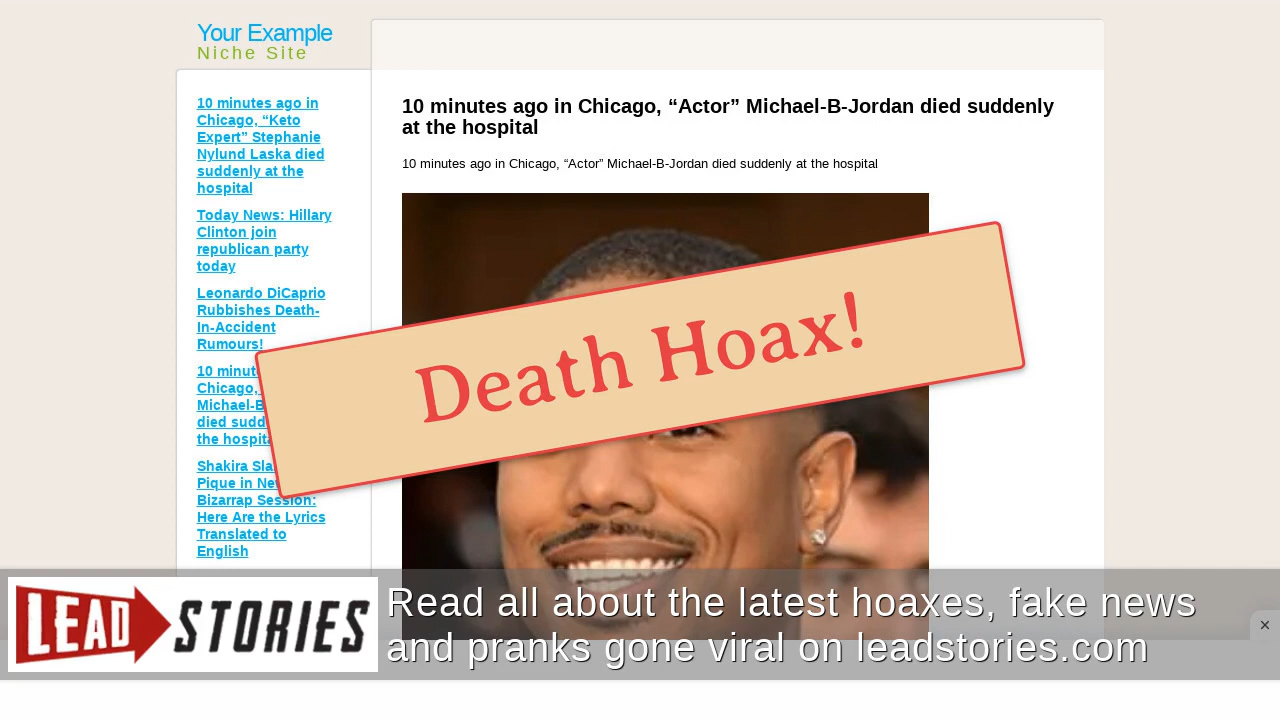 Your Example
Niche Site
10 minutes ago in
Chicago, “Keto
Expert” Stephanie
Nylund Laska died
suddenly at the
hospital
Today News: Hillary
Clinton join
republican party
today
Leonardo DiCaprio
Rubbishes Death-
In-Accident
Rumours!
10
Chicago,
died
the
Shakira
Pique in
Bizarrap Session:
Here Are the Lyrics
Translated to
English
10 minutes ago in Chicago, “Actor” Michael-B-Jordan died suddenly
at the hospital
10 minutes ago in Chicago, “Actor” Michael-B-Jordan died suddenly at the hospital
Death Hoax!
LEAD STORIES
Read all about the latest hoaxes, fake news
and pranks gone viral on leadstories.com
×